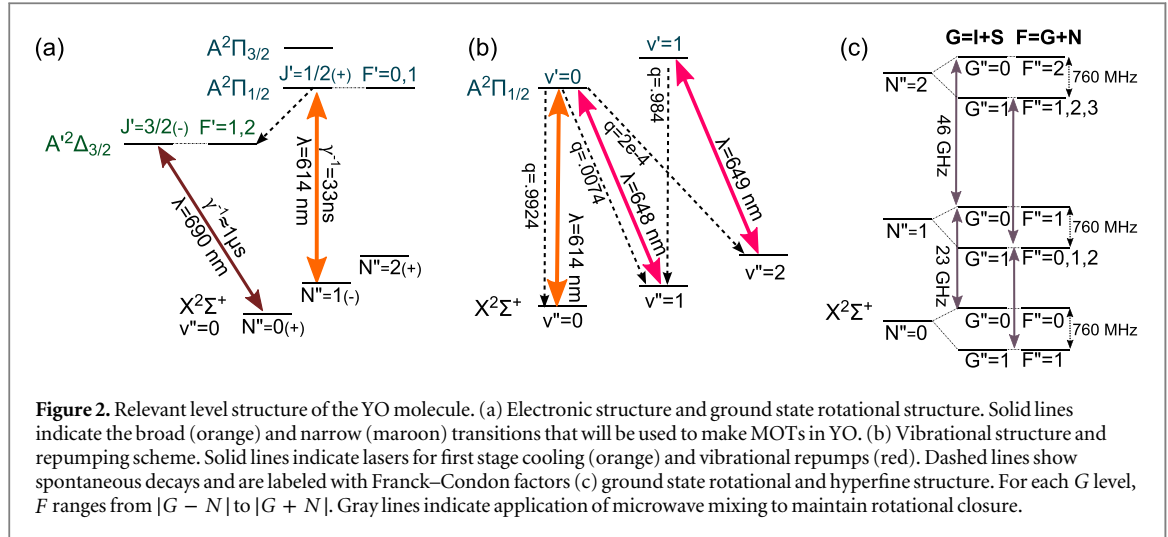 (a)
A²Π₃/₂
J'=1/2(+) F'=0,1
A²Π₁/₂
J'=3/2(-) F'=1,2
A'²Δ₃/₂
γ⁻¹≈1μs
λ=690 nm
γ⁻¹=33ns
λ=614 nm
N"=2(+)
N"=1(-)
X²Σ⁺
v"=0
N"=0(+)
(b)
v'=1
v'=0
A²Π₁/₂
q=.984
q=2e-4
q=.0074
q=.9924
λ=614 nm
λ=648 nm
λ=649 nm
v"=2
v"=1
X²Σ⁺
v"=0
(c)
G=I+S F=G+N
G"=0 F"=2
N"=2
760 MHz
G"=1 F"=1,2,3
46 GHz
G"=0 F"=1
N"=1
760 MHz
G"=1 F"=0,1,2
23 GHz
X²Σ⁺
G"=0 F"=0
N"=0
760 MHz
G"=1 F"=1
Figure 2. Relevant level structure of the YO molecule. (a) Electronic structure and ground state rotational structure. Solid lines
indicate the broad (orange) and narrow (maroon) transitions that will be used to make MOTs in YO. (b) Vibrational structure and
repumping scheme. Solid lines indicate lasers for first stage cooling (orange) and vibrational repumps (red). Dashed lines show
spontaneous decays and are labeled with Franck–Condon factors (c) ground state rotational and hyperfine structure. For each G level,
F ranges from |G − N| to |G + N|. Gray lines indicate application of microwave mixing to maintain rotational closure.